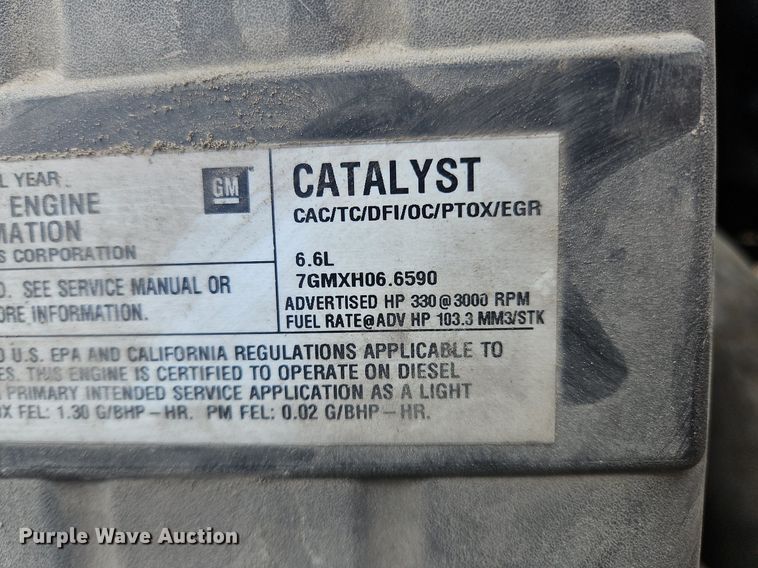 L YEAR
ENGINE
MATION
S CORPORATION
GM
D. SEE SERVICE MANUAL OR
ORE INFORMATION.
CATALYST
CAC/TC/DFI/OC/PTOX/EGR
6.6L
7GMXH06.6590
ADVERTISED HP 330@3000 RPM
FUEL RATE@ADV HP 103.3 MM3/STK
O U.S. EPA AND CALIFORNIA REGULATIONS APPLICABLE TO
ES. THIS ENGINE IS CERTIFIED TO OPERATE ON DIESEL
PRIMARY INTENDED SERVICE APPLICATION AS A LIGHT
OX FEL: 1.30 G/BHP-HR. PM FEL: 0.02 G/BHP-HR.
Purple Wave Auction